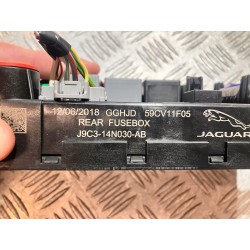 12/06/2018 GGHJD 59CV11F05
REAR FUSEBOX
J9C3-14N030-AB
JAGUAR